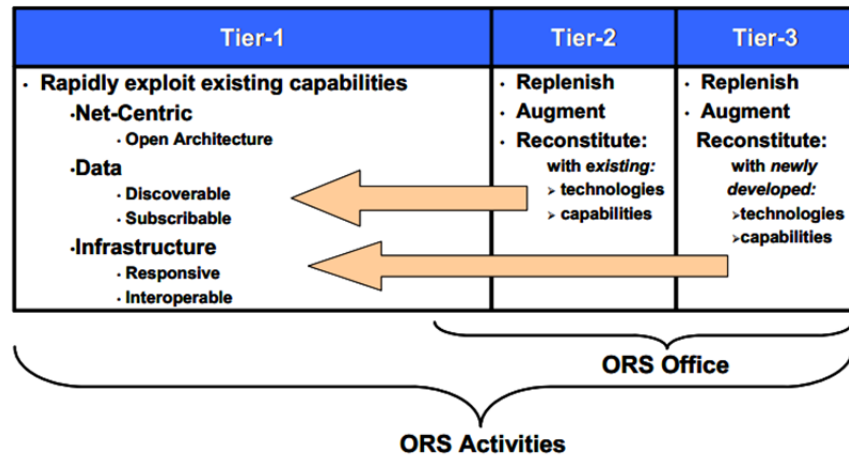 Tier-1
Tier-2
Tier-3
· Rapidly exploit existing capabilities
·Net-Centric
· Open Architecture
·Data
· Discoverable
· Subscribable
·Infrastructure
· Responsive
· Interoperable
· Replenish
· Augment
· Reconstitute:
with existing:
➢ technologies
➢ capabilities
· Replenish
· Augment
Reconstitute:
with newly
developed:
➢technologies
➢capabilities
ORS Office
ORS Activities